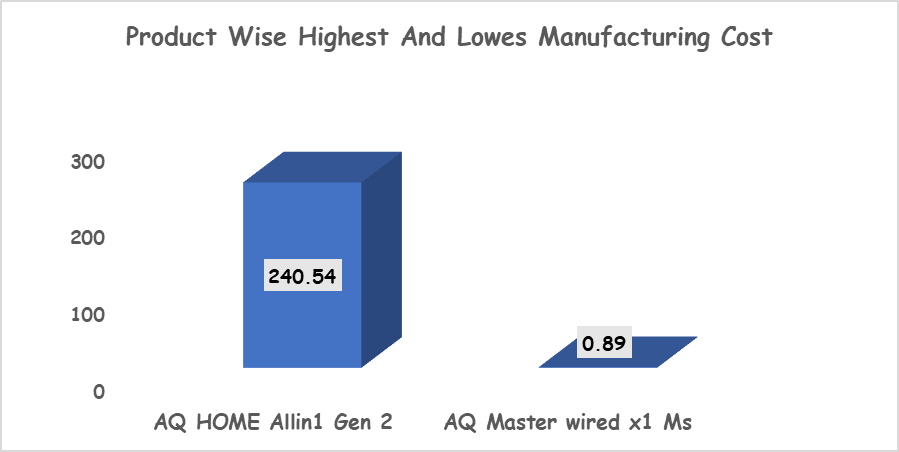 Product Wise Highest And Lowes Manufacturing Cost
300
200
100
0
240.54
0.89
AQ HOME Allin1 Gen 2
AQ Master wired x1 Ms